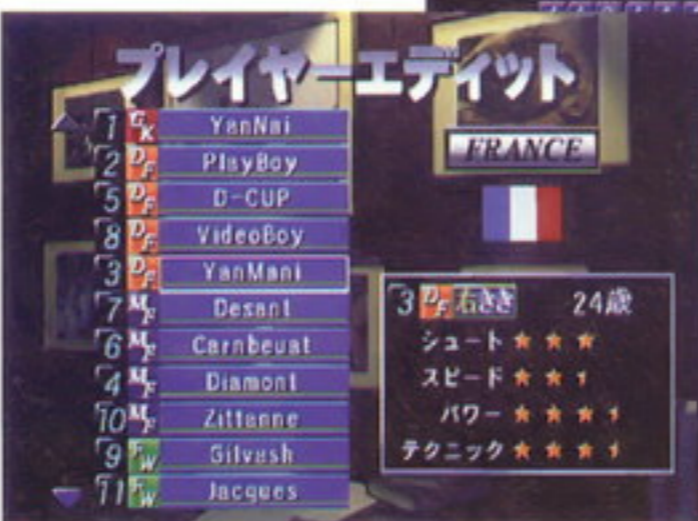 プレイヤーエディット
FRANCE
1 GK YanNai
2 DF PlayBoy
5 DF D-CUP
8 DF VideoBoy
3 DF YanMani
7 MF Desant
6 MF Carnbeuat
4 MF Diamont
10 MF Zittanne
9 FW Gilvash
11 FW Jacques
3 DF 右きき 24歳
シュート
スピード
パワー
テクニック